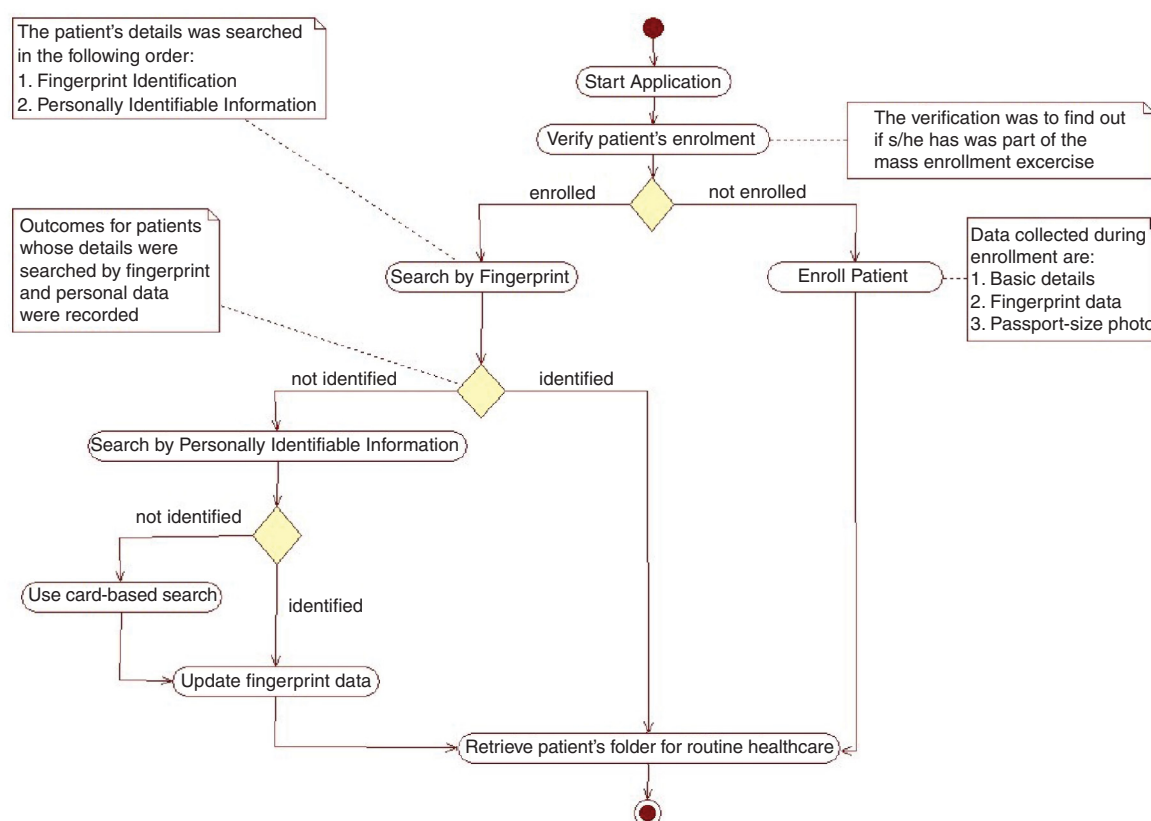 The patient's details was searched
in the following order:
1. Fingerprint Identification
2. Personally Identifiable Information
Start Application
Verify patient's enrolment
The verification was to find out
if s/he has was part of the
mass enrollment excercise
enrolled
not enrolled
Outcomes for patients
whose details were
searched by fingerprint
and personal data
were recorded
Search by Fingerprint
Enroll Patient
Data collected during
enrollment are:
1. Basic details
2. Fingerprint data
3. Passport-size photo
not identified
identified
Search by Personally Identifiable Information
not identified
Use card-based search
identified
Update fingerprint data
Retrieve patient's folder for routine healthcare